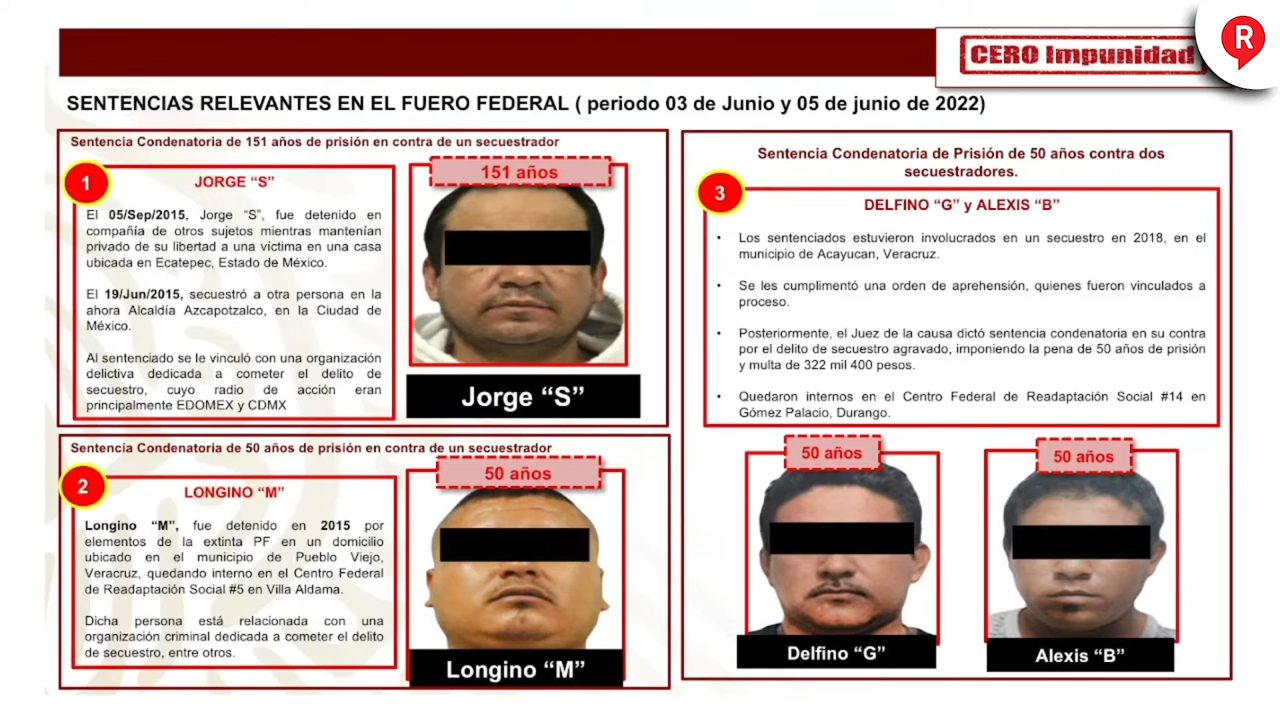 CERO Impunidad
R
SENTENCIAS RELEVANTES EN EL FUERO FEDERAL ( periodo 03 de Junio y 05 de junio de 2022)
Sentencia Condenatoria de 151 años de prisión en contra de un secuestrador
1
JORGE “S”
El 05/Sep/2015, Jorge “S”, fue detenido en
compañía de otros sujetos mientras mantenían
privado de su libertad a una víctima en una casa
ubicada en Ecatepec, Estado de México.
El 19/Jun/2015, secuestró a otra persona en la
ahora Alcaldía Azcapotzalco, en la Ciudad de
México.
Al sentenciado se le vinculó con una organización
delictiva dedicada a cometer el delito de
secuestro, cuyo radio de acción eran
principalmente EDOMEX y CDMX
151 años
Jorge “S”
Sentencia Condenatoria de 50 años de prisión en contra de un secuestrador
2
LONGINO “M”
Longino “M”, fue detenido en 2015 por
elementos de la extinta PF en un domicilio
ubicado en el municipio de Pueblo Viejo,
Veracruz, quedando interno en el Centro Federal
de Readaptación Social #5 en Villa Aldama.
Dicha persona está relacionada con una
organización criminal dedicada a cometer el delito
de secuestro, entre otros.
50 años
Longino “M”
Sentencia Condenatoria de Prisión de 50 años contra dos
secuestradores.
3
DELFINO “G” y ALEXIS “B”
• Los sentenciados estuvieron involucrados en un secuestro en 2018, en el
municipio de Acayucan, Veracruz.
• Se les cumplimentó una orden de aprehensión, quienes fueron vinculados a
proceso.
• Posteriormente, el Juez de la causa dictó sentencia condenatoria en su contra
por el delito de secuestro agravado, imponiendo la pena de 50 años de prisión
y multa de 322 mil 400 pesos.
• Quedaron internos en el Centro Federal de Readaptación Social #14 en
Gómez Palacio, Durango.
50 años
Delfino “G”
50 años
Alexis “B”